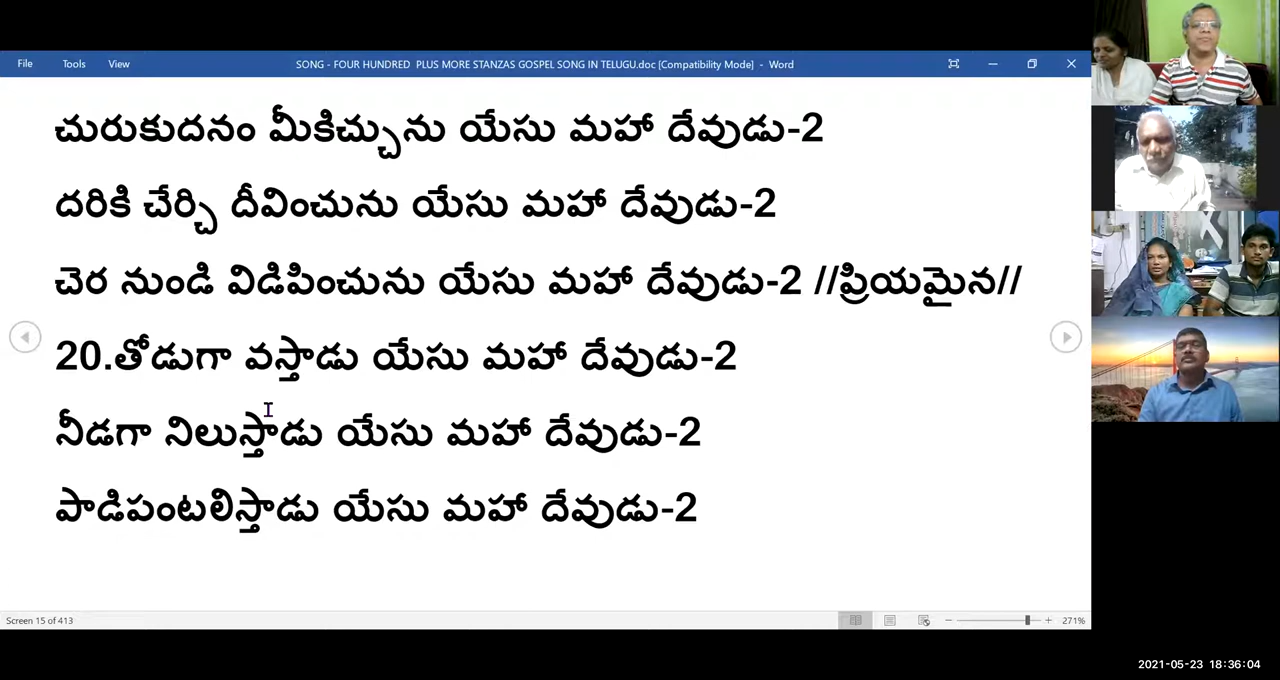 File Tools View SONG - FOUR HUNDRED PLUS MORE STANZAS GOSPEL SONG IN TELUGU.doc [Compatibility Mode] - Word
చురుకుదనం మీకిచ్చును యేసు మహా దేవుడు-2
దరికి చేర్చి దీవించును యేసు మహా దేవుడు-2
చెర నుండి విడిపించును యేసు మహా దేవుడు-2 //ప్రియమైన//
20.తోడుగా వస్తాడు యేసు మహా దేవుడు-2
నీడగా నిలుస్తాడు యేసు మహా దేవుడు-2
పాడిపంటలిస్తాడు యేసు మహా దేవుడు-2
Screen 15 of 413 271%
2021-05-23 18:36:04